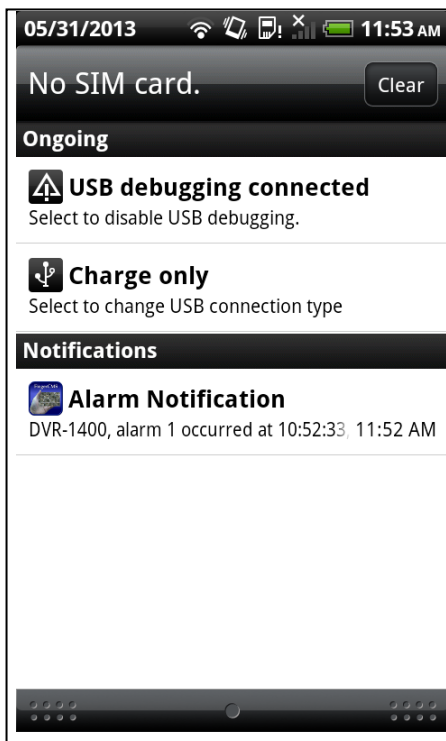 05/31/2013 11:53 AM
No SIM card. Clear
Ongoing
USB debugging connected
Select to disable USB debugging.
Charge only
Select to change USB connection type
Notifications
Alarm Notification
DVR-1400, alarm 1 occurred at 10:52:33, 11:52 AM